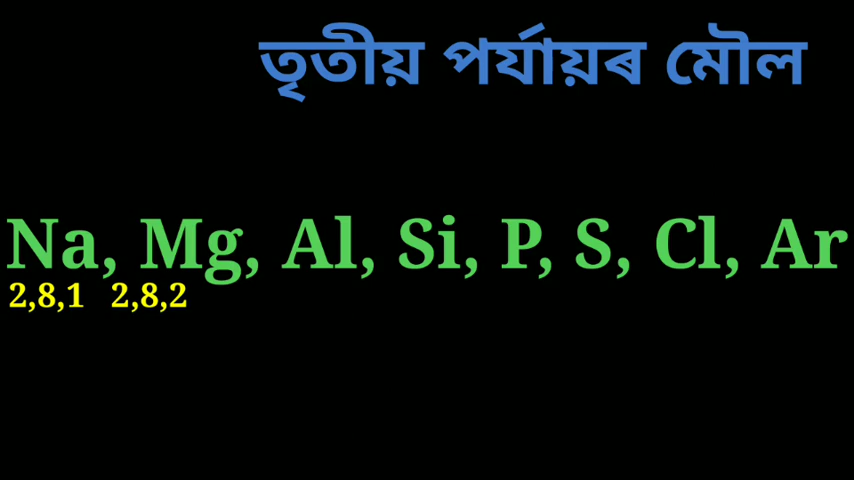 তৃতীয় পৰ্যায়ৰ মৌল
Na, Mg, Al, Si, P, S, Cl, Ar
2,8,1 2,8,2